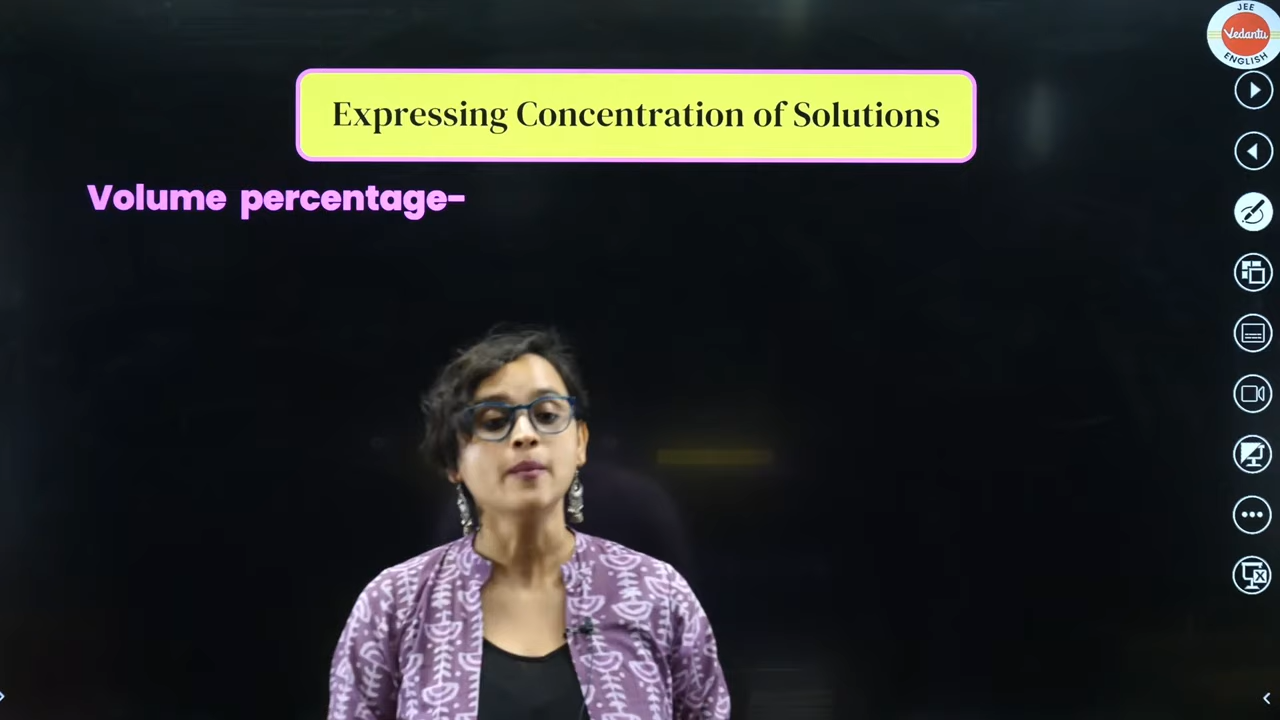 JEE
Vedantu
ENGLISH
Expressing Concentration of Solutions
Volume percentage-